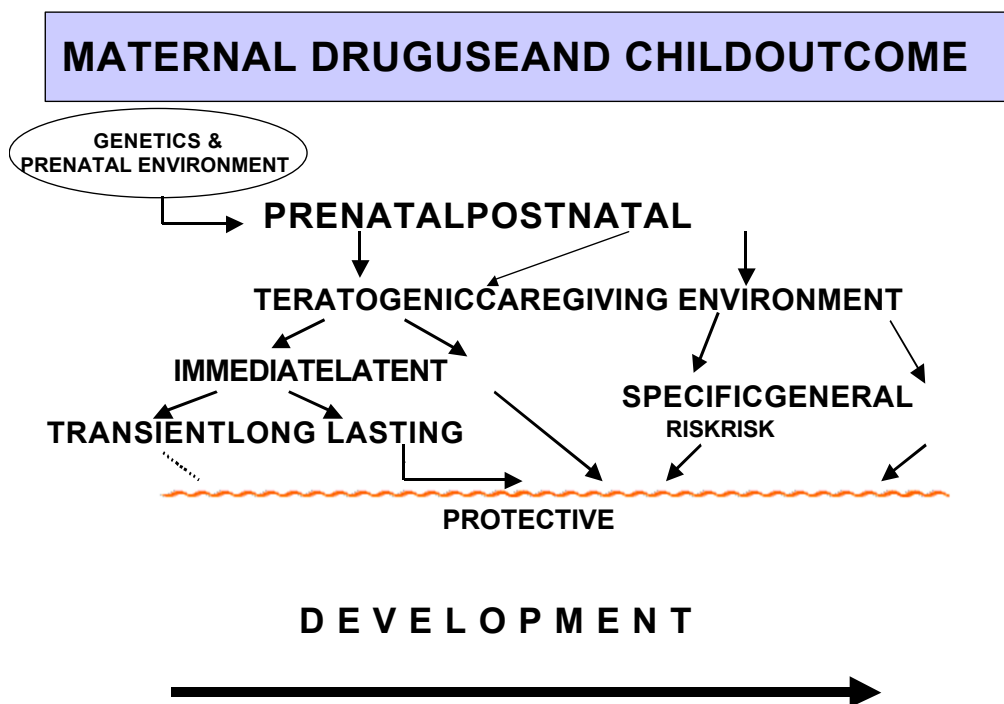 MATERNAL DRUGUSEAND CHILDOUTCOME
GENETICS &
PRENATAL ENVIRONMENT
PRENATALPOSTNATAL
TERATOGENICCAREGIVING ENVIRONMENT
IMMEDIATELATENT
SPECIFICGENERAL
RISKRISK
TRANSIENTLONG LASTING
PROTECTIVE
D E V E L O P M E N T